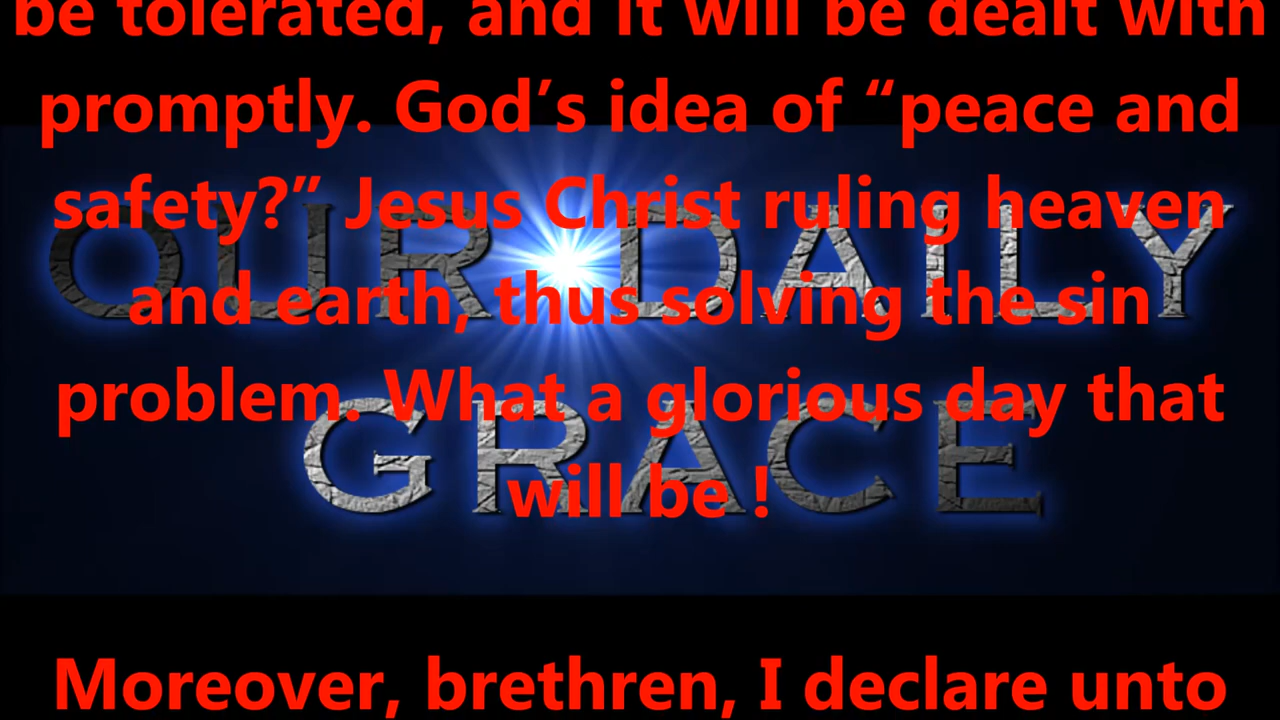 be tolerated, and it will be dealt with
promptly. God’s idea of “peace and
safety?” Jesus Christ ruling heaven
OUR DAILY
and earth, thus solving the sin
problem. What a glorious day that
GRACE
will be !
Moreover, brethren, I declare unto